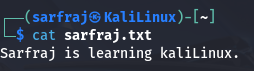 ┌──(sarfraj㉿KaliLinux)-[~]
└─$ cat sarfraj.txt
Sarfraj is learning kaliLinux.